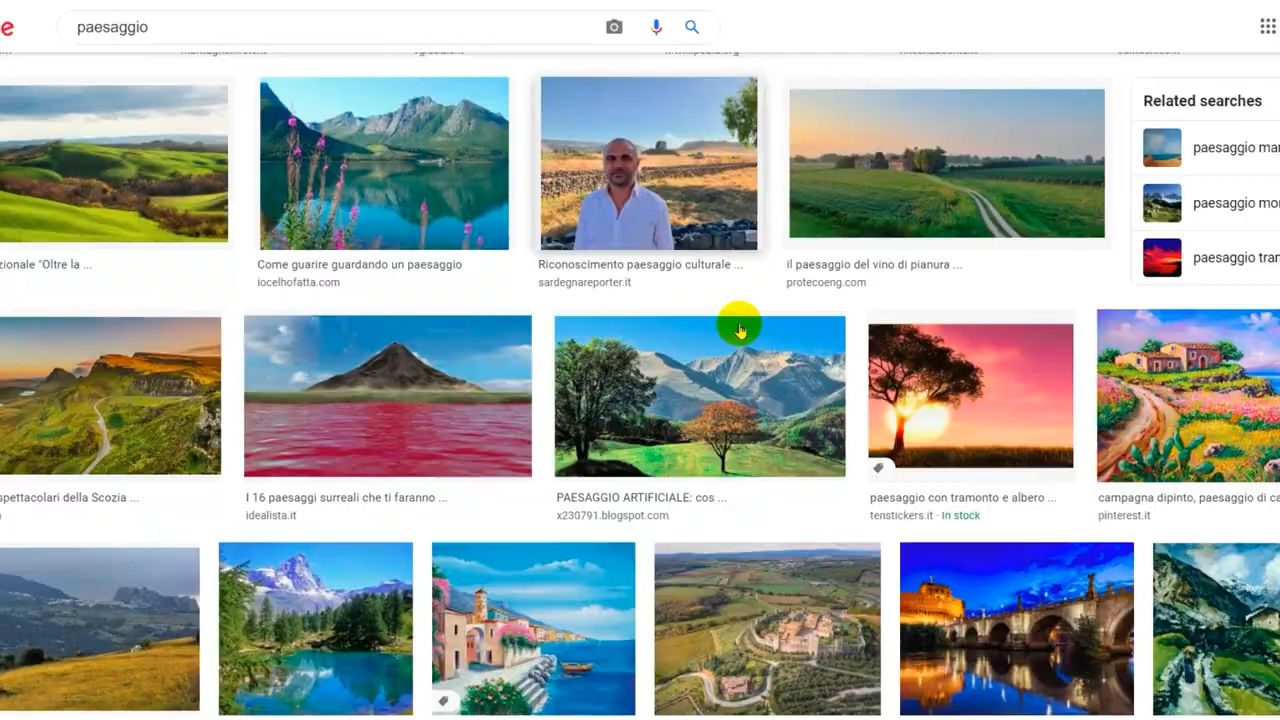 e paesaggio
Related searches
paesaggio mar
paesaggio mon
paesaggio tran
zionale "Oltre la ...
Come guarire guardando un paesaggio
iocelhofatta.com
Riconoscimento paesaggio culturale ...
sardegnareporter.it
il paesaggio del vino di pianura ...
protecoeng.com
spettacolari della Scozia ...
I 16 paesaggi surreali che ti faranno ...
idealista.it
PAESAGGIO ARTIFICIALE: cos ...
x230791.blogspot.com
paesaggio con tramonto e albero ...
tenstickers.it · In stock
campagna dipinto, paesaggio di ca
pinterest.it